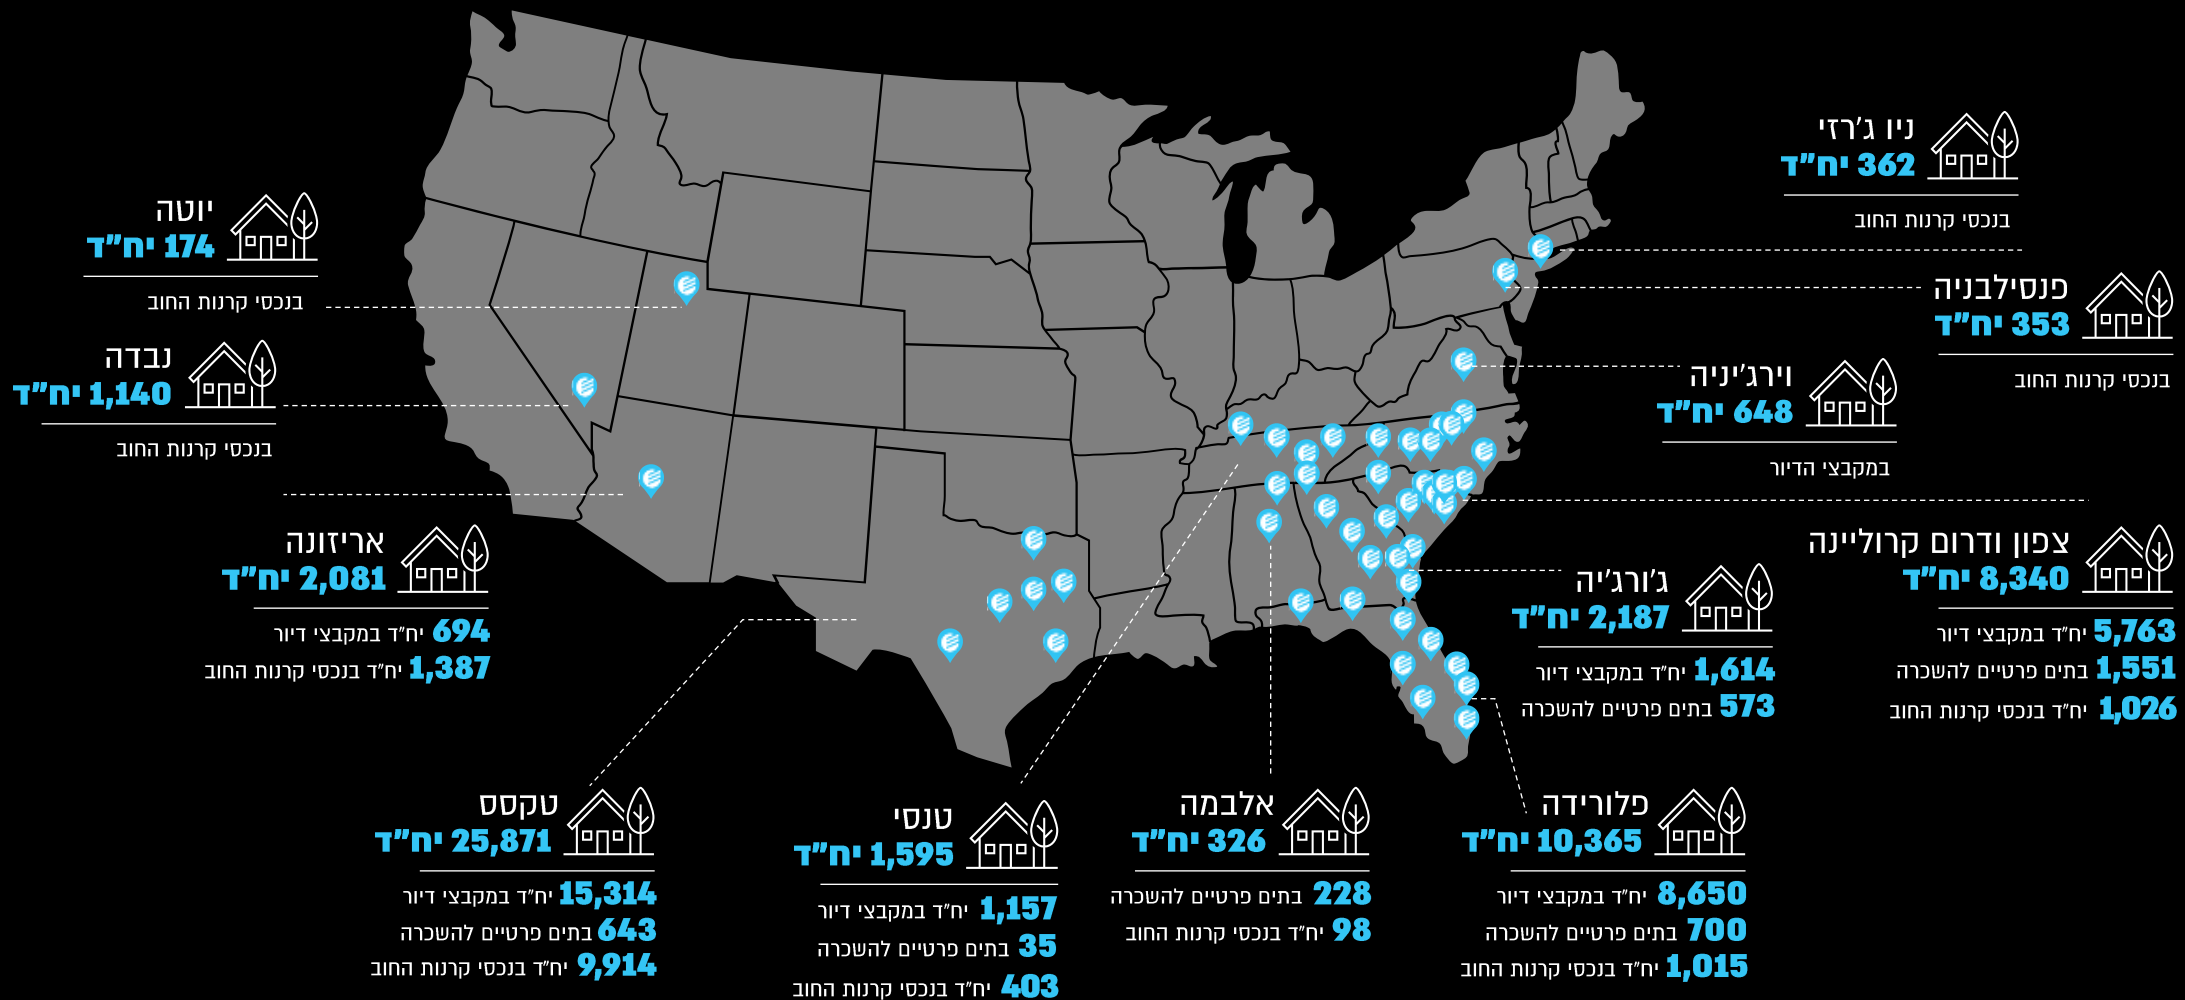 ניו ג'רזי
362 יח"ד
בנכסי קרנות החוב
פנסילבניה
353 יח"ד
בנכסי קרנות החוב
וירג'יניה
648 יח"ד
במקבצי הדיור
צפון ודרום קרוליינה
8,340 יח"ד
5,763 יח"ד במקבצי דיור
1,551 בתים פרטיים להשכרה
1,026 יח"ד בנכסי קרנות החוב
ג'ורג'יה
2,187 יח"ד
1,614 יח"ד במקבצי דיור
573 בתים פרטיים להשכרה
פלורידה
10,365 יח"ד
8,650 יח"ד במקבצי דיור
700 בתים פרטיים להשכרה
1,015 יח"ד בנכסי קרנות החוב
אלבמה
326 יח"ד
228 בתים פרטיים להשכרה
98 יח"ד בנכסי קרנות החוב
טנסי
1,595 יח"ד
1,157 יח"ד במקבצי דיור
35 בתים פרטיים להשכרה
403 יח"ד בנכסי קרנות החוב
טקסס
25,871 יח"ד
15,314 יח"ד במקבצי דיור
643 בתים פרטיים להשכרה
9,914 יח"ד בנכסי קרנות החוב
יוטה
174 יח"ד
בנכסי קרנות החוב
נבדה
1,140 יח"ד
בנכסי קרנות החוב
אריזונה
2,081 יח"ד
694 יח"ד במקבצי דיור
1,387 יח"ד בנכסי קרנות החוב